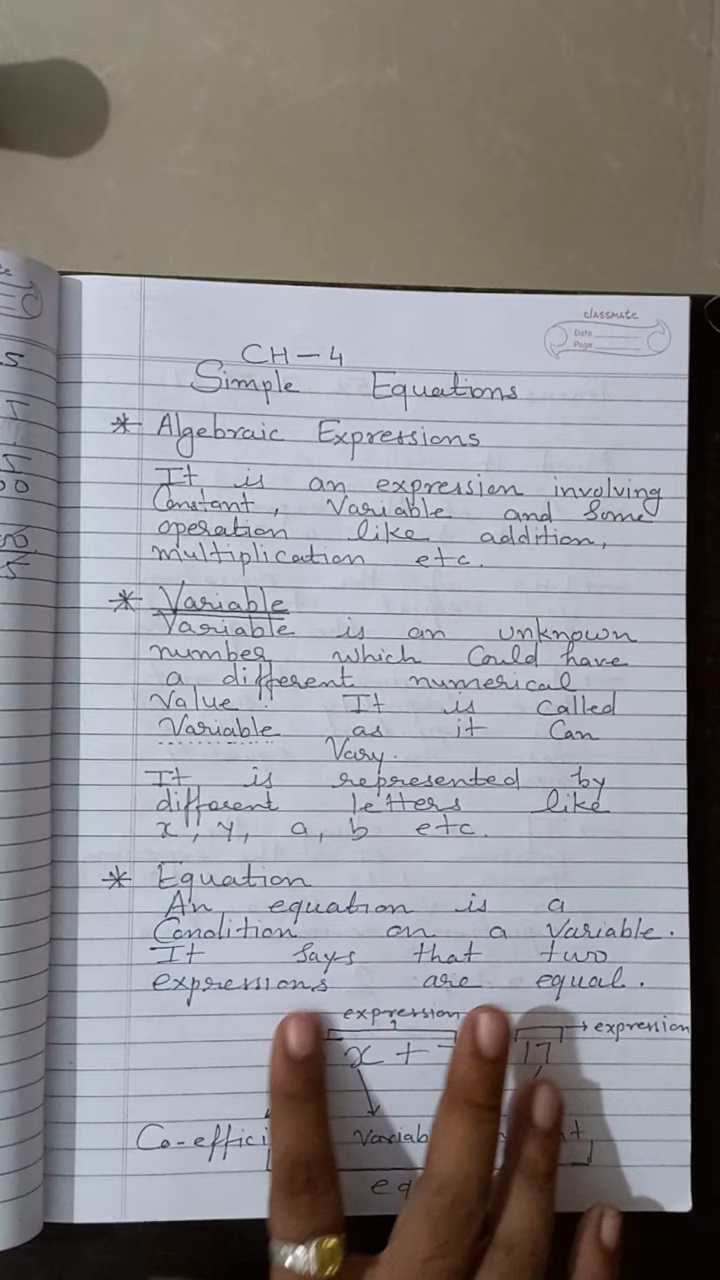 CLASSMATE
Date
Page
CH-4
Simple Equations
* Algebraic Expressions
It is an expression involving
Constant, Variable and Some
operation like addition,
multiplication etc.
* Variable
Variable is an unknown
number which Could have
a different numerical
Value. It is Called
Variable as it Can
Vary.
It is represented by
different letters like
x, y, a, b etc.
* Equation
An equation is a
Condition on a Variable.
It Says that two
expressions are equal.
expression
→ expression
x + 17